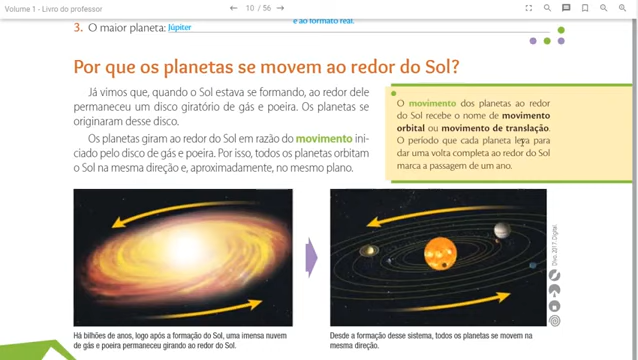 Volume 1 - Livro do professor
10 / 56
e ao formato real.
3. O maior planeta: Júpiter
Por que os planetas se movem ao redor do Sol?
Já vimos que, quando o Sol estava se formando, ao redor dele
permaneceu um disco giratório de gás e poeira. Os planetas se
originaram desse disco.
Os planetas giram ao redor do Sol em razão do movimento ini-
ciado pelo disco de gás e poeira. Por isso, todos os planetas orbitam
o Sol na mesma direção e, aproximadamente, no mesmo plano.
O movimento dos planetas ao redor
do Sol recebe o nome de movimento
orbital ou movimento de translação.
O período que cada planeta leva para
dar uma volta completa ao redor do Sol
marca a passagem de um ano.
Divo. 2017. Digital.
Há bilhões de anos, logo após a formação do Sol, uma imensa nuvem
de gás e poeira permaneceu girando ao redor do Sol.
Desde a formação desse sistema, todos os planetas se movem na
mesma direção.